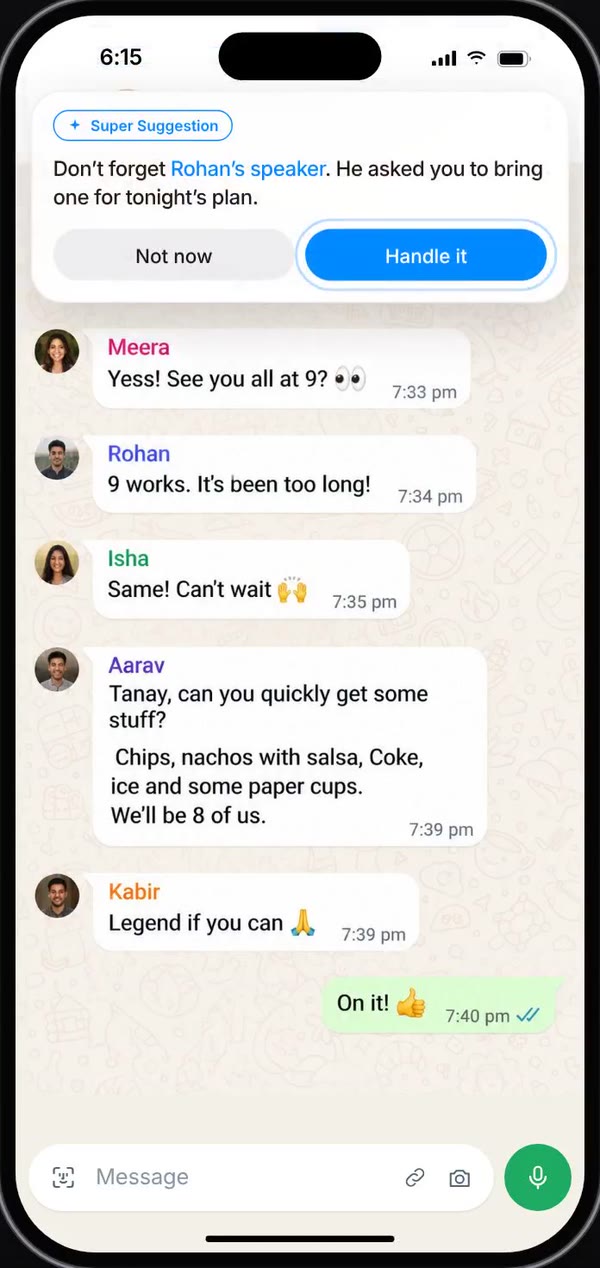 6:15
Super Suggestion
Don’t forget Rohan’s speaker. He asked you to bring
one for tonight’s plan.
Not now
Handle it
Meera
Yess! See you all at 9? 👀
7:33 pm
Rohan
9 works. It's been too long!
7:34 pm
Isha
Same! Can't wait 🙌
7:35 pm
Aarav
Tanay, can you quickly get some
stuff?
Chips, nachos with salsa, Coke,
ice and some paper cups.
We'll be 8 of us.
7:39 pm
Kabir
Legend if you can 🙏
7:39 pm
On it! 👍
7:40 pm
Message